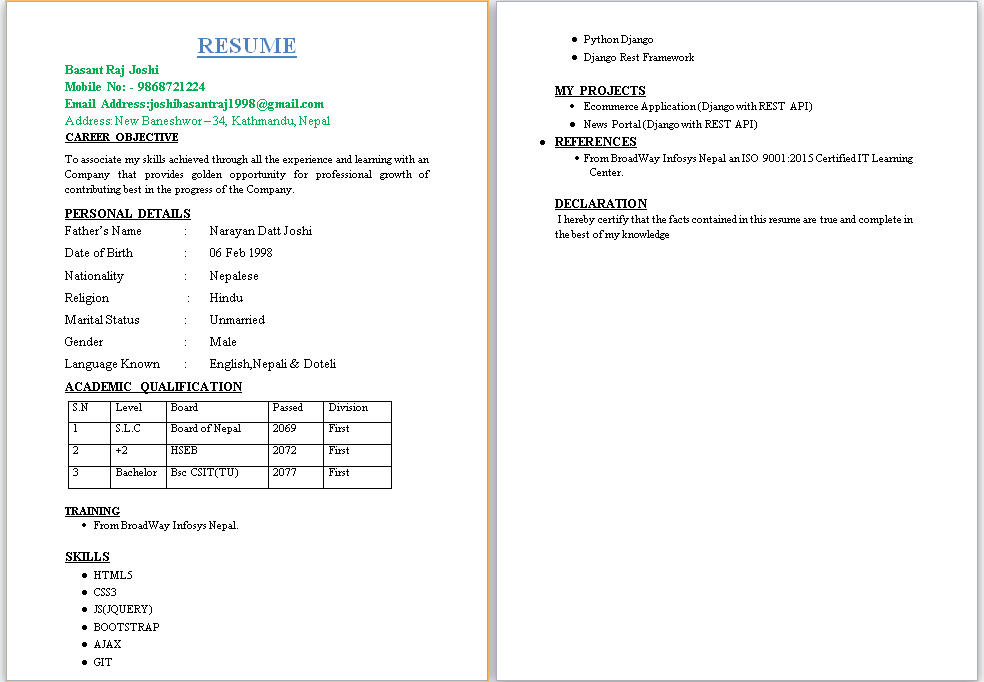 RESUME
Basant Raj Joshi
Mobile No: - 9868721224
Email Address:joshibasantraj1998@gmail.com
Address: New Baneshwor – 34, Kathmandu, Nepal
CAREER OBJECTIVE
To associate my skills achieved through all the experience and learning with an
Company that provides golden opportunity for professional growth of
contributing best in the progress of the Company.
PERSONAL DETAILS
Father's Name : Narayan Datt Joshi
Date of Birth : 06 Feb 1998
Nationality : Nepalese
Religion : Hindu
Marital Status : Unmarried
Gender : Male
Language Known : English,Nepali & Doteli
ACADEMIC QUALIFICATION
S.N Level Board Passed Division
1 S.L.C Board of Nepal 2069 First
2 +2 HSEB 2072 First
3 Bachelor Bsc CSIT(TU) 2077 First
TRAINING
• From BroadWay Infosys Nepal.
SKILLS
• HTML5
• CSS3
• JS(JQUERY)
• BOOTSTRAP
• AJAX
• GIT
• Python Django
• Django Rest Framework
MY PROJECTS
• Ecommerce Application (Django with REST API)
• News Portal (Django with REST API)
• REFERENCES
• From BroadWay Infosys Nepal an ISO 9001:2015 Certified IT Learning
Center.
DECLARATION
I hereby certify that the facts contained in this resume are true and complete in
the best of my knowledge